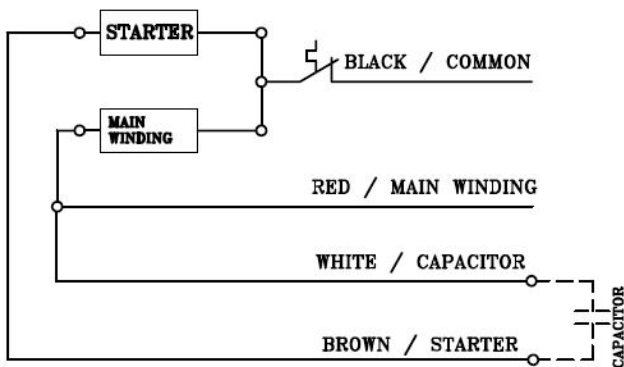 STARTER
BLACK / COMMON
MAIN
WINDING
RED / MAIN WINDING
WHITE / CAPACITOR
BROWN / STARTER
CAPACITOR